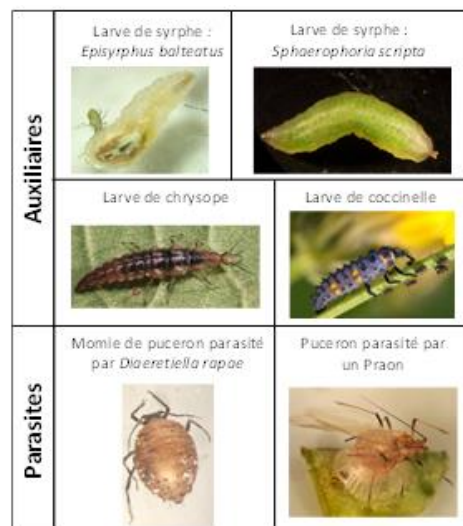 Auxiliaires
Larve de syrphe :
Episyrphus balteatus
Larve de syrphe :
Sphaerophoria scripta
Larve de chrysope
Larve de coccinelle
Parasites
Momie de puceron parasité
par Diaeretiella rapae
Puceron parasité par
un Praon